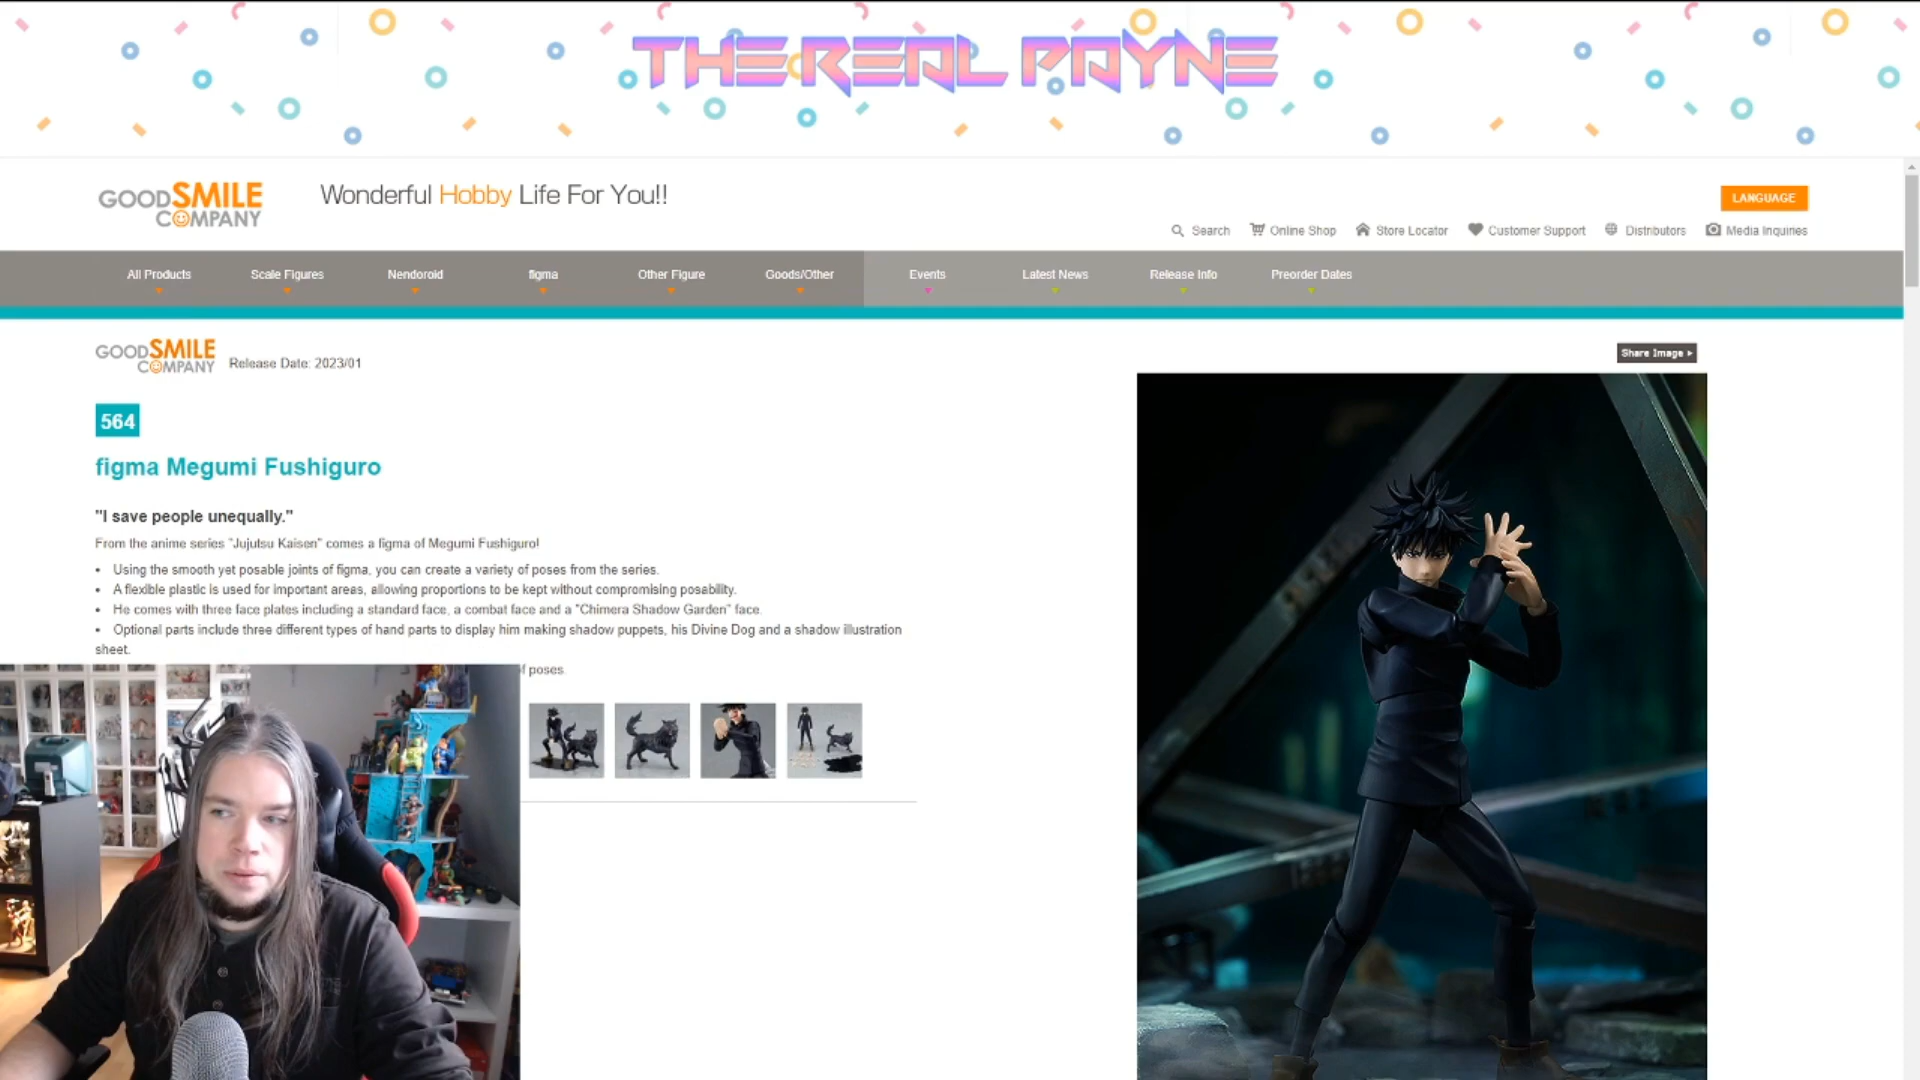 THE REAL PAYNE
GOODSMILE COMPANY
Wonderful Hobby Life For You!!
LANGUAGE
Search
Online Shop
Store Locator
Customer Support
Distributors
Media Inquiries
All Products
Scale Figures
Nendoroid
figma
Other Figure
Goods/Other
Events
Latest News
Release Info
Preorder Dates
GOODSMILE COMPANY
Release Date: 2023/01
Share Image
564
figma Megumi Fushiguro
"I save people unequally."
From the anime series "Jujutsu Kaisen" comes a figma of Megumi Fushiguro!
• Using the smooth yet posable joints of figma, you can create a variety of poses from the series.
• A flexible plastic is used for important areas, allowing proportions to be kept without compromising posability.
• He comes with three face plates including a standard face, a combat face and a "Chimera Shadow Garden" face.
• Optional parts include three different types of hand parts to display him making shadow puppets, his Divine Dog and a shadow illustration
sheet.
f poses.